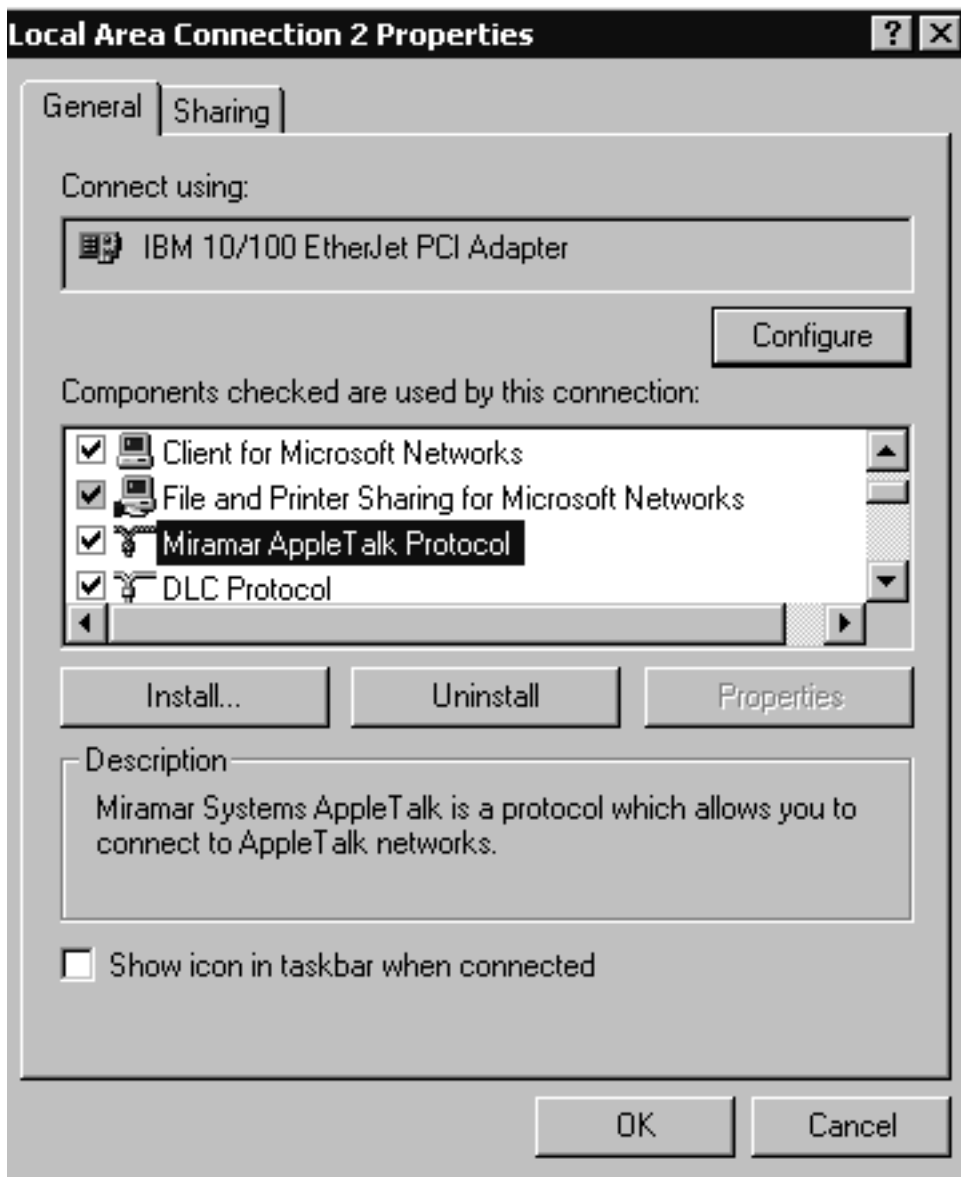 Local Area Connection 2 Properties
General
Sharing
Connect using:
IBM 10/100 EtherJet PCI Adapter
Configure
Components checked are used by this connection:
Client for Microsoft Networks
File and Printer Sharing for Microsoft Networks
Miramar AppleTalk Protocol
DLC Protocol
Install...
Uninstall
Properties
Description
Miramar Systems AppleTalk is a protocol which allows you to
connect to AppleTalk networks.
Show icon in taskbar when connected
OK
Cancel